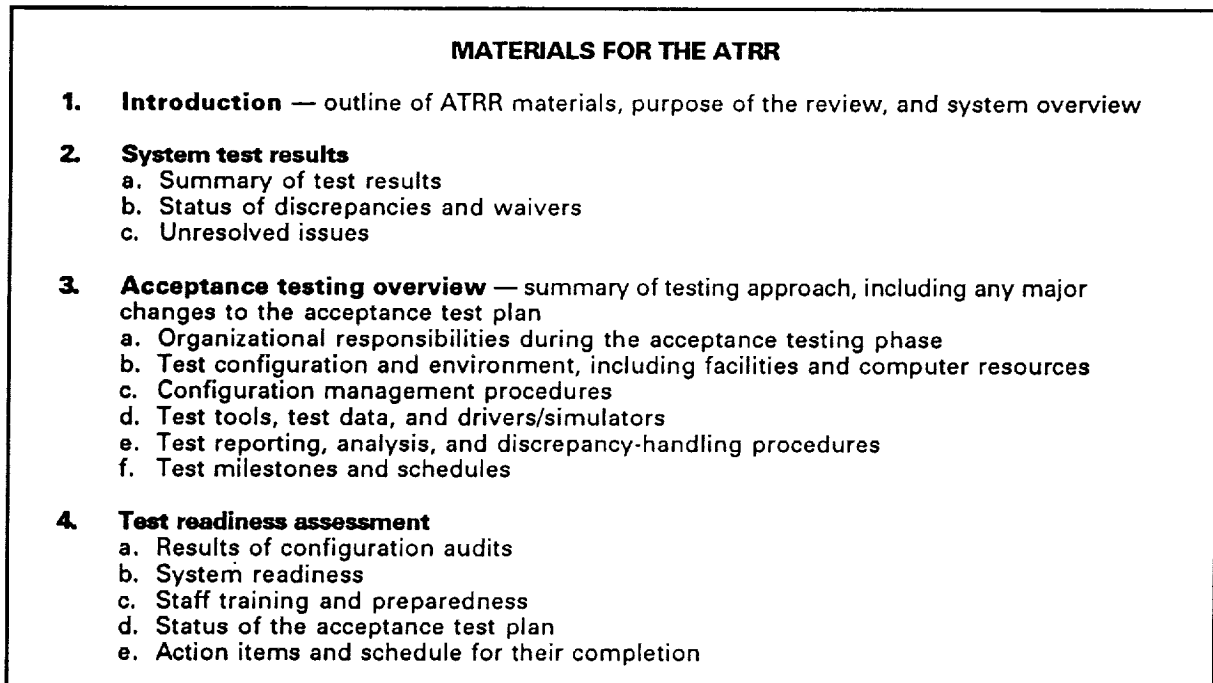 MATERIALS FOR THE ATRR
1. Introduction — outline of ATRR materials, purpose of the review, and system overview
2. System test results
a. Summary of test results
b. Status of discrepancies and waivers
c. Unresolved issues
3. Acceptance testing overview — summary of testing approach, including any major
changes to the acceptance test plan
a. Organizational responsibilities during the acceptance testing phase
b. Test configuration and environment, including facilities and computer resources
c. Configuration management procedures
d. Test tools, test data, and drivers/simulators
e. Test reporting, analysis, and discrepancy-handling procedures
f. Test milestones and schedules
4. Test readiness assessment
a. Results of configuration audits
b. System readiness
c. Staff training and preparedness
d. Status of the acceptance test plan
e. Action items and schedule for their completion